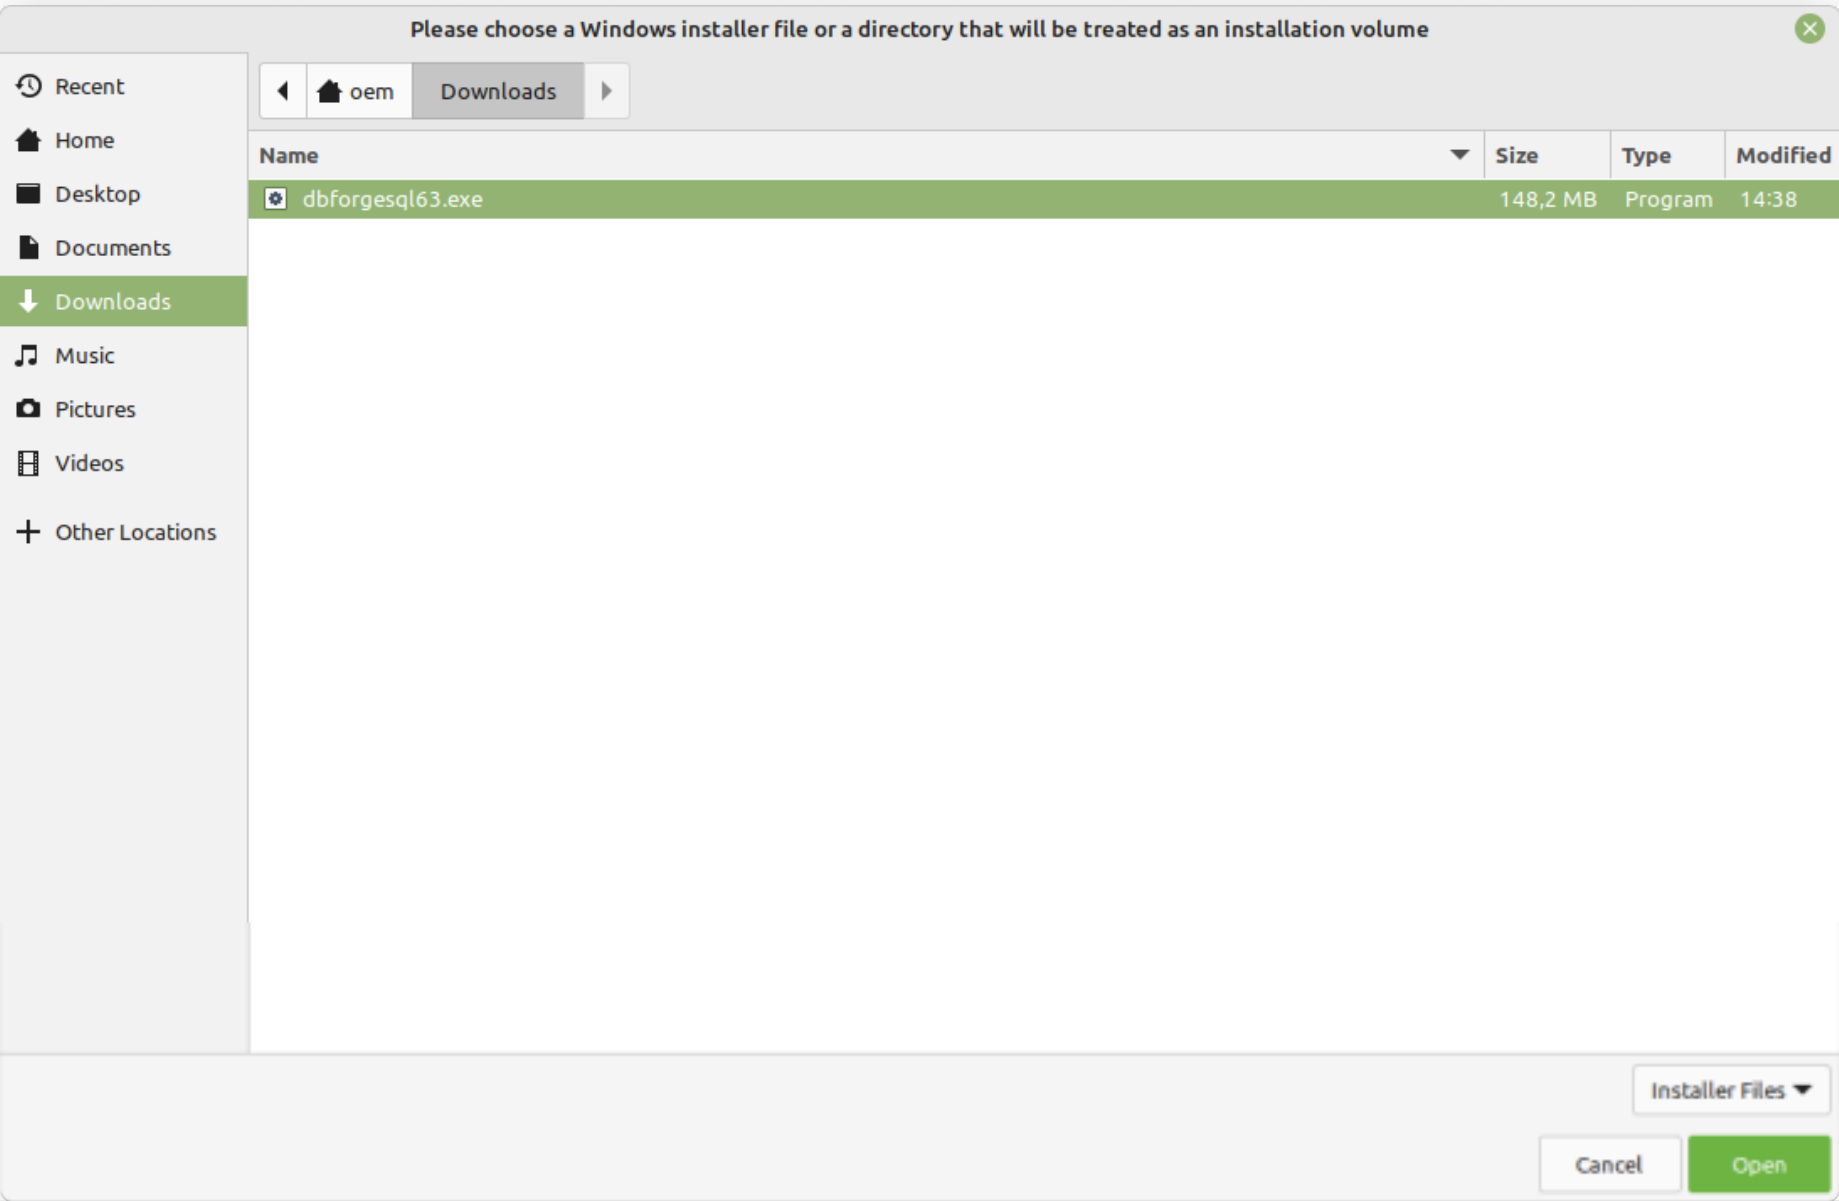 Please choose a Windows installer file or a directory that will be treated as an installation volume
Recent
Home
Desktop
Documents
Downloads
Music
Pictures
Videos
Other Locations
oem Downloads
Name Size Type Modified
dbforgesql63.exe 148,2 MB Program 14:38
Installer Files
Cancel Open